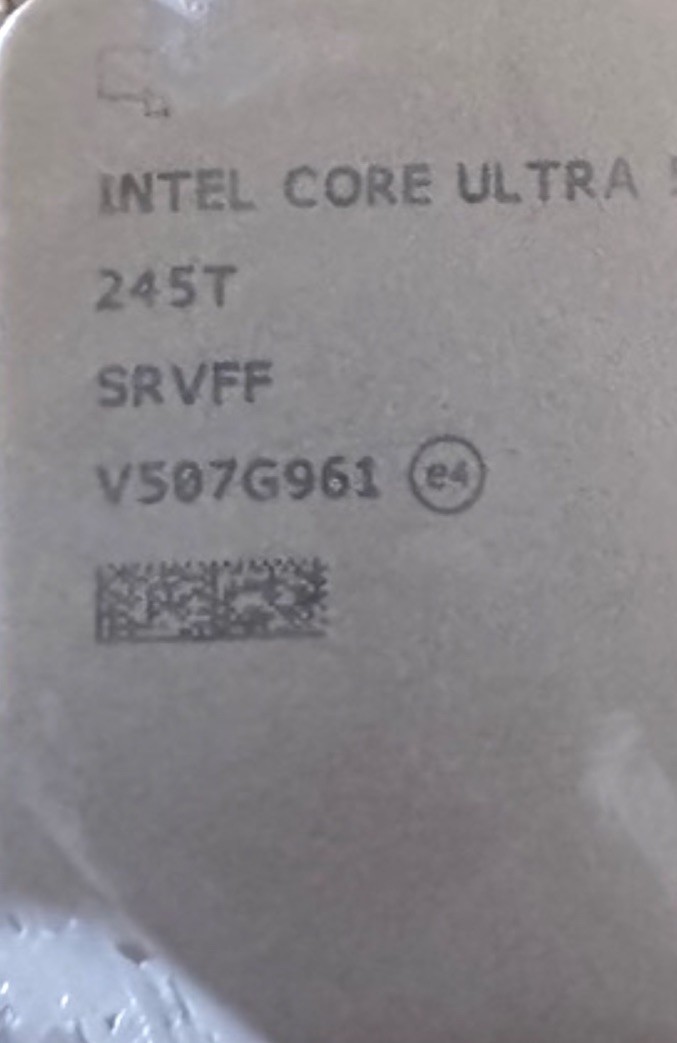 INTEL CORE ULTRA
245T
SRVFF
V507G961 e4